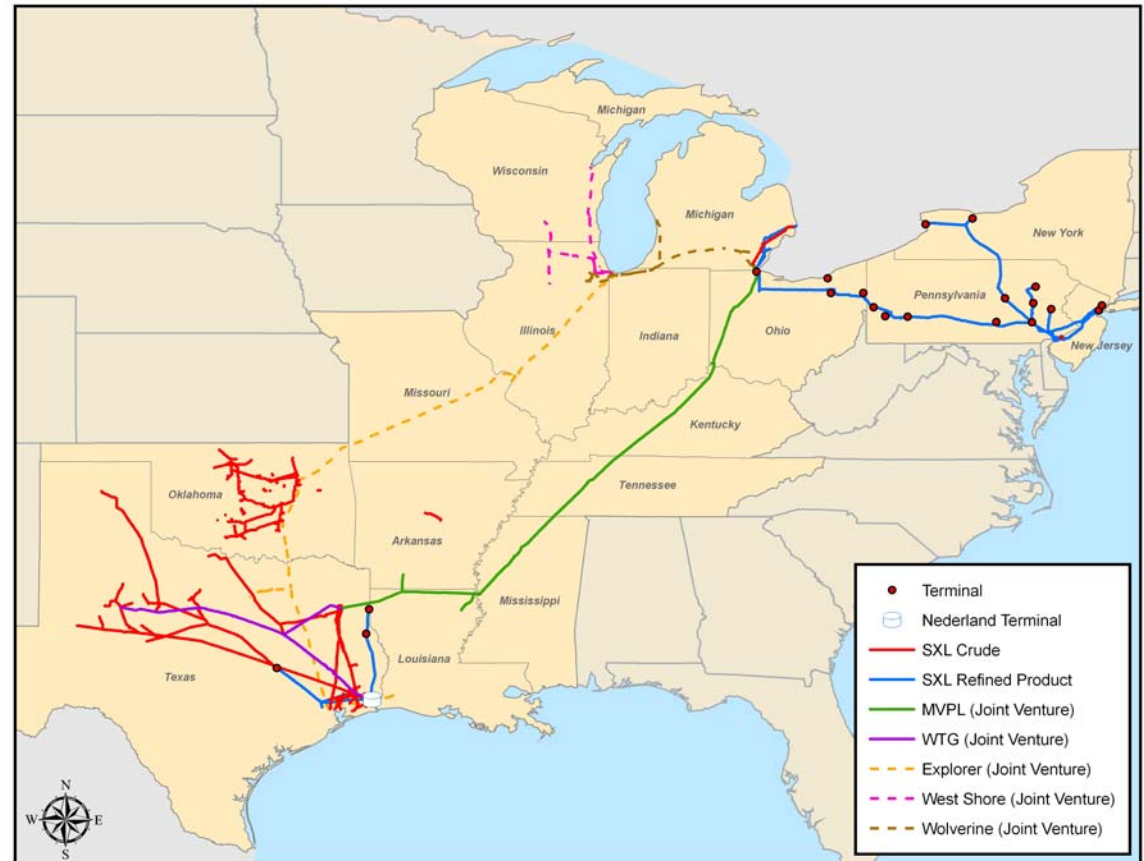 Michigan
Wisconsin
Michigan
New York
Pennsylvania
Illinois
Indiana
Ohio
New Jersey
Missouri
Kentucky
Oklahoma
Tennessee
Arkansas
Mississippi
Texas
Louisiana
Terminal
Nederland Terminal
SXL Crude
SXL Refined Product
MVPL (Joint Venture)
WTG (Joint Venture)
Explorer (Joint Venture)
West Shore (Joint Venture)
Wolverine (Joint Venture)
N
W E
S